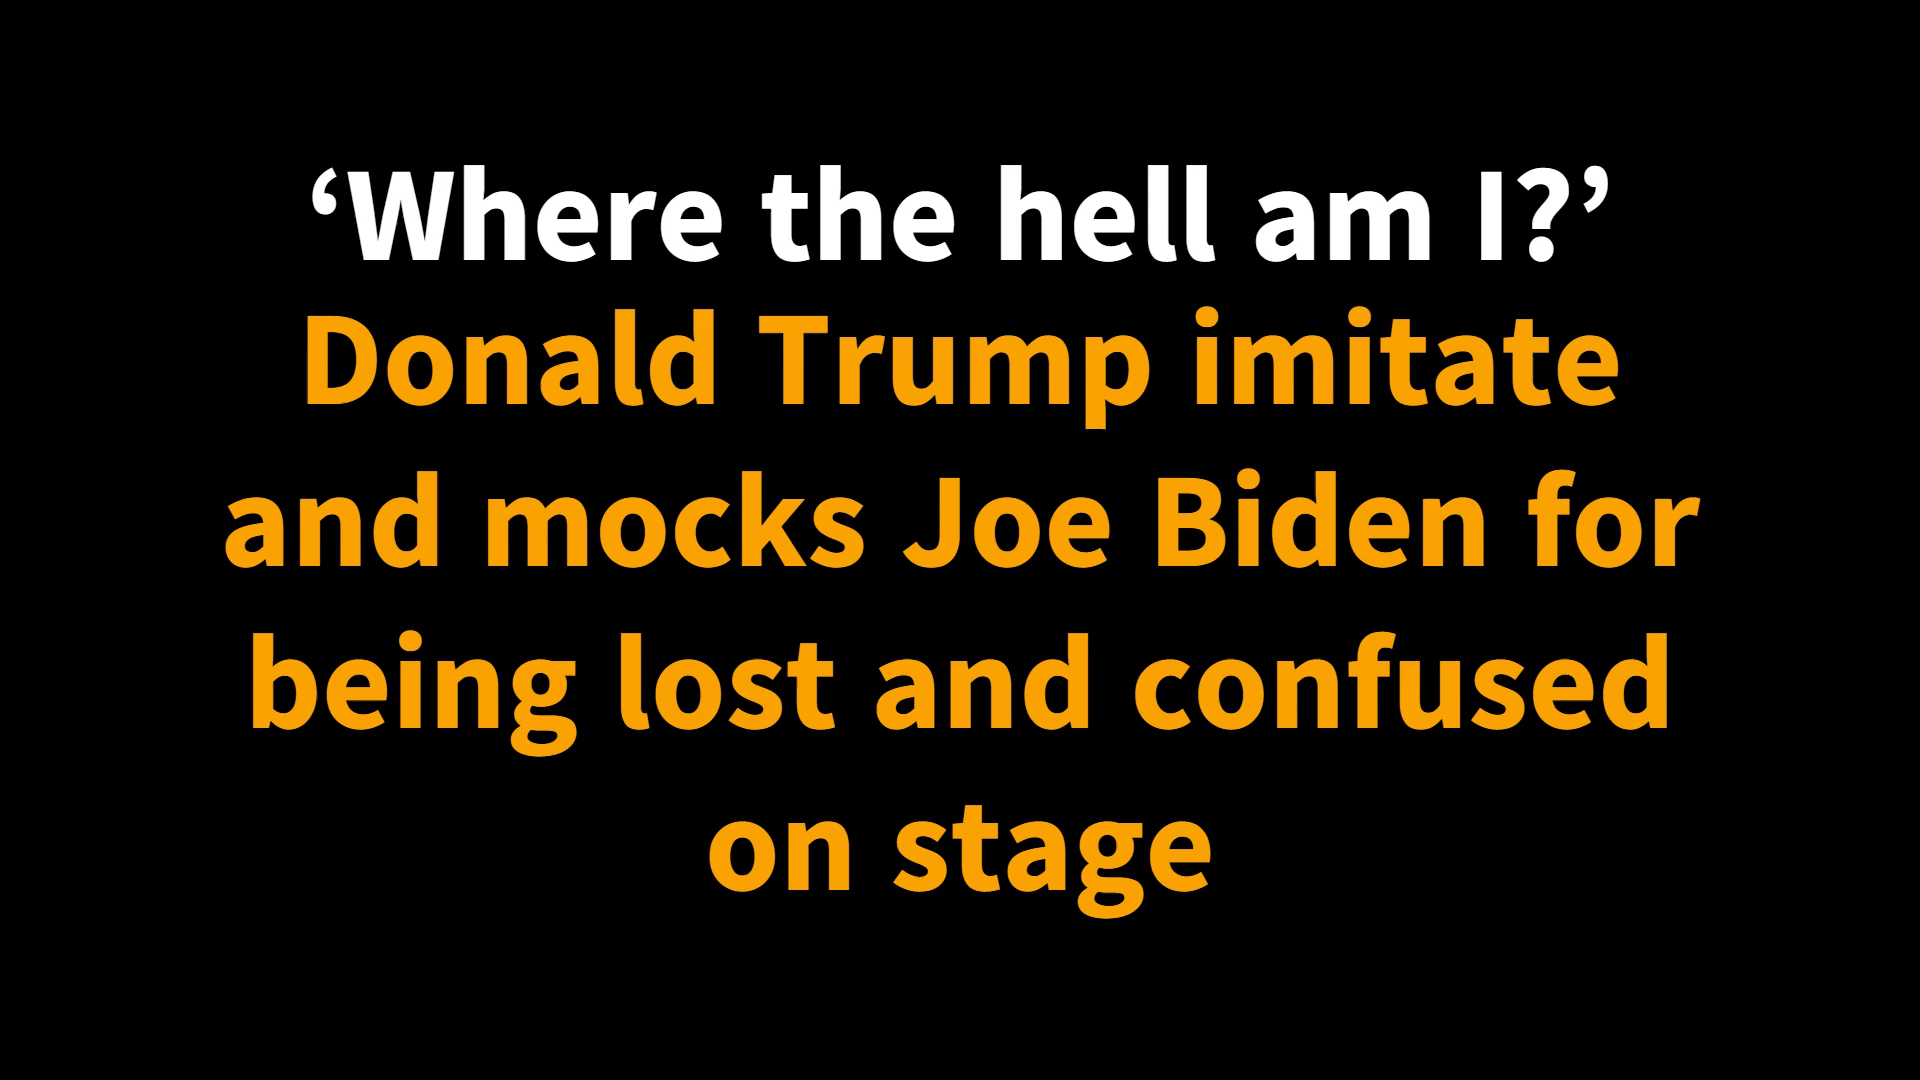 ‘Where the hell am I?’
Donald Trump imitate
and mocks Joe Biden for
being lost and confused
on stage